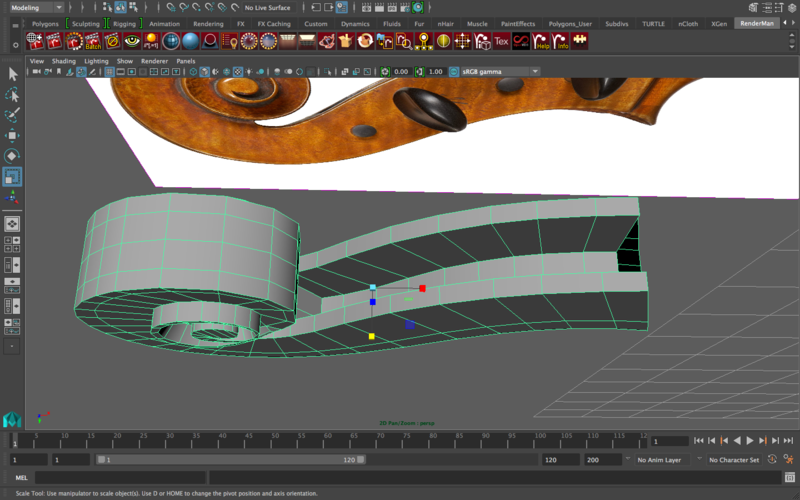 Modeling
No Live Surface
Polygons Sculpting Rigging Animation Rendering FX FX Caching Custom Dynamics Fluids Fur nHair Muscle PaintEffects Polygons_User Subdivs TURTLE nCloth XGen RenderMan
Batch Tex Help Info
View Shading Lighting Show Renderer Panels
0.00 1.00 sRGB gamma
2D Pan/Zoom : persp
5 10 15 20 25 30 35 40 45 50 55 60 65 70 75 80 85 90 95 100 105 110 115 12
1 1
1 1 1 120 120 200 No Anim Layer No Character Set
MEL
Scale Tool: Use manipulator to scale object(s). Use D or HOME to change the pivot position and axis orientation.